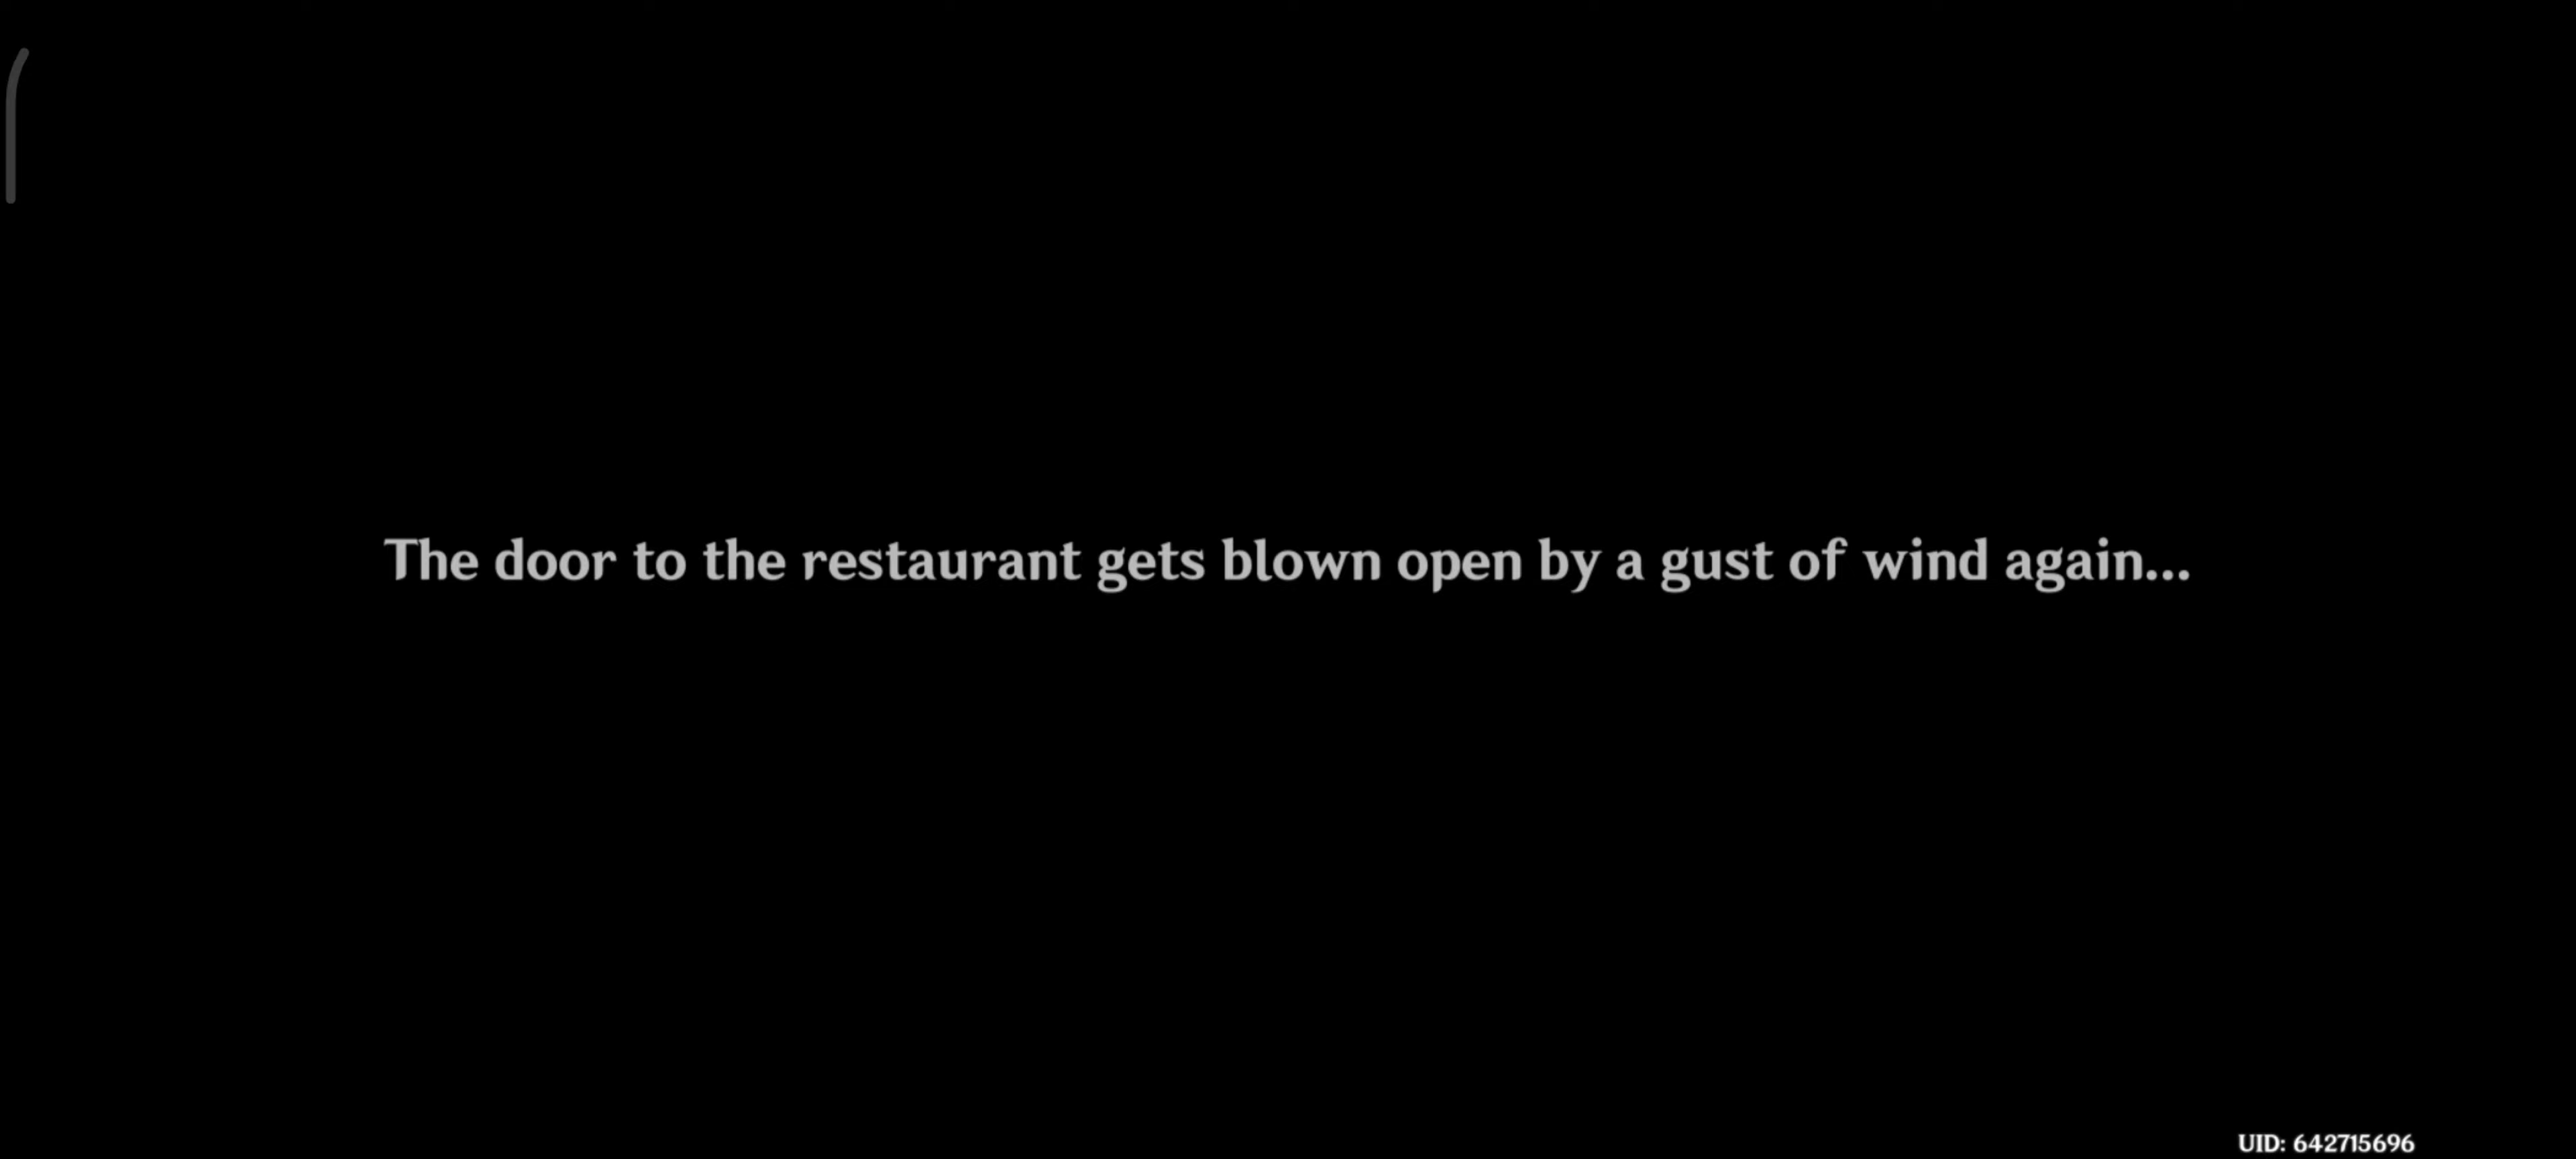 The door to the restaurant gets blown open by a gust of wind again...
UID: 642715696